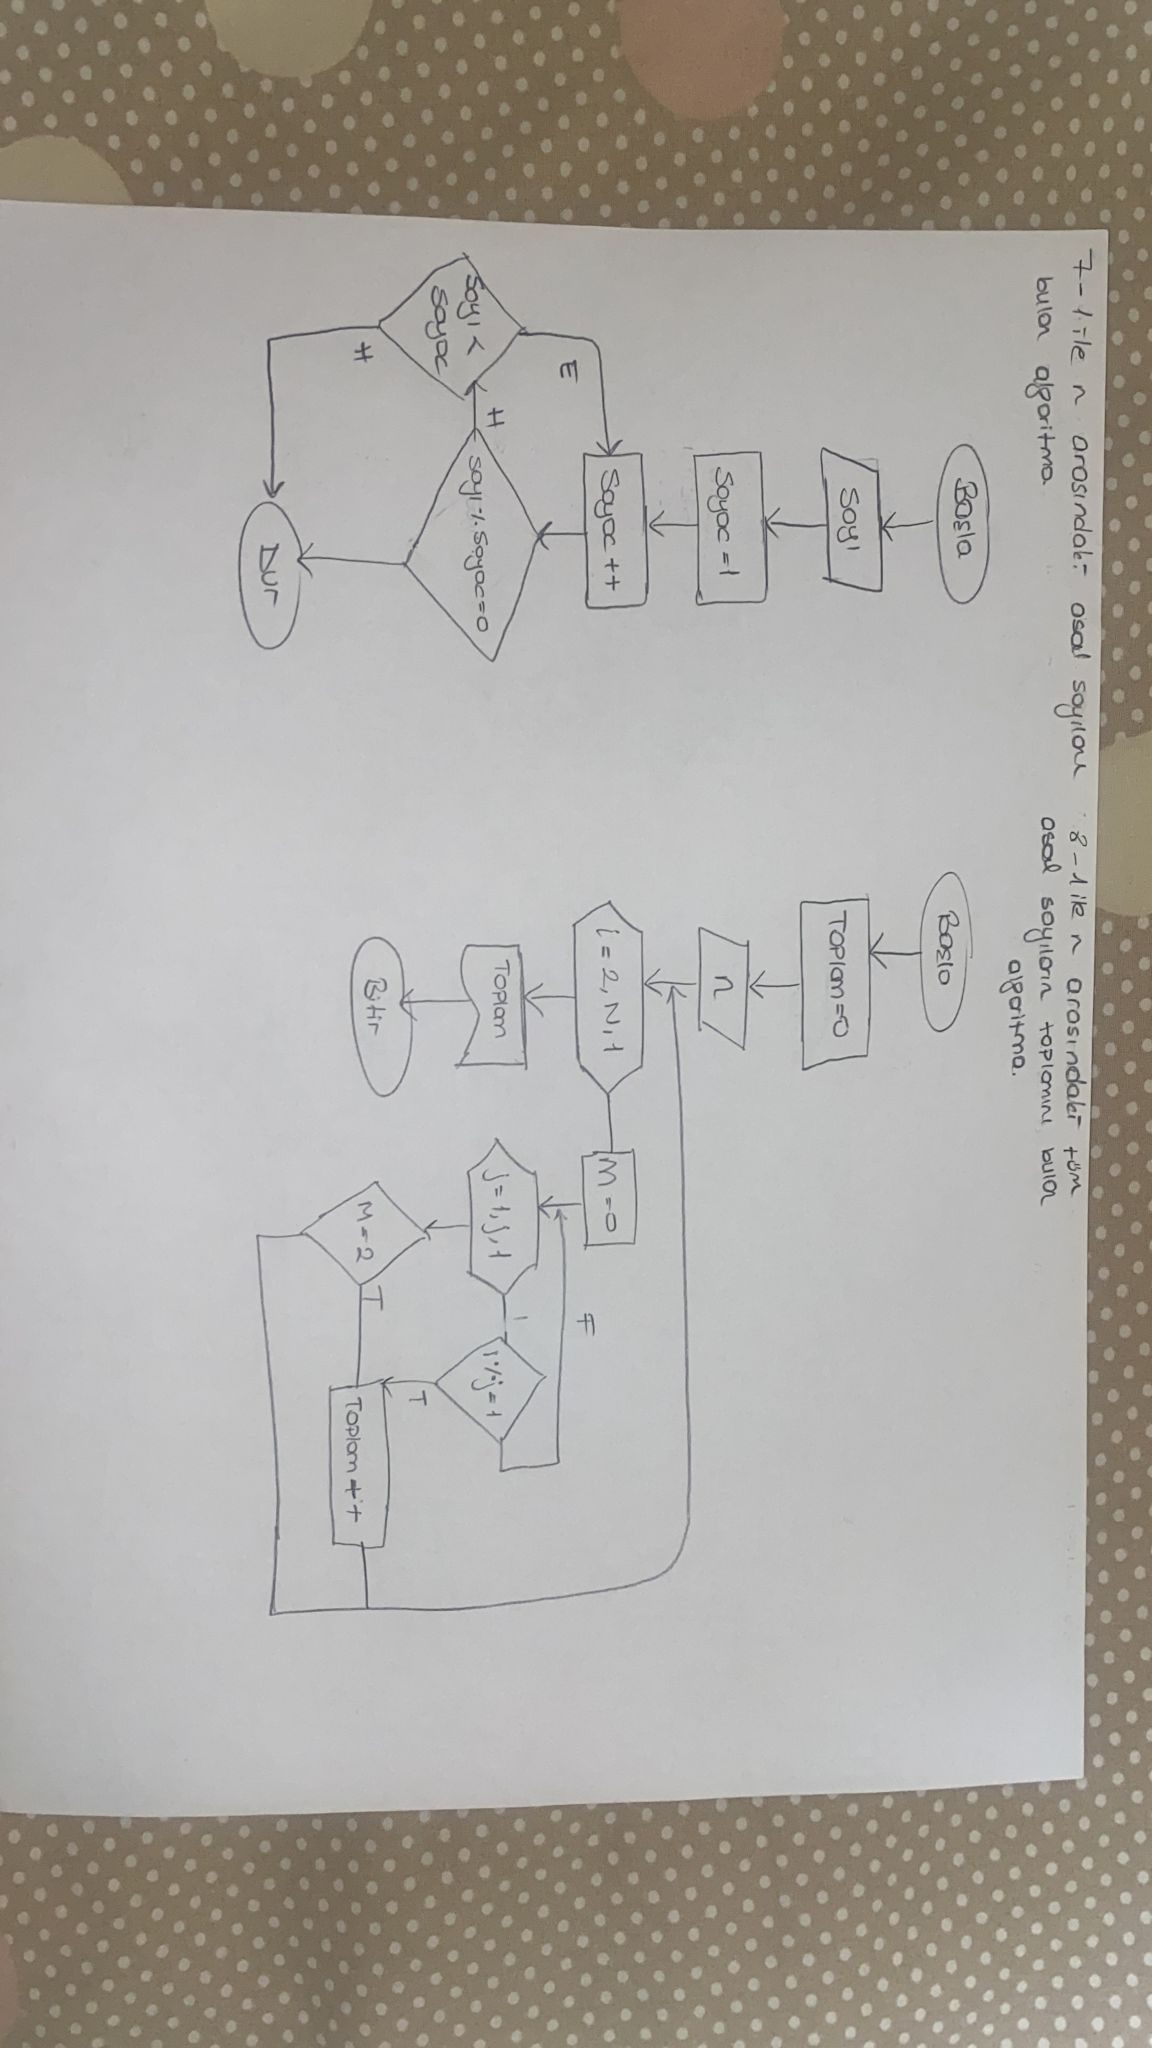 7-1 ile n arasındaki asal sayıları
bulan algoritma.
Başla
Sayı
Sayac=1
Sayac++
Sayı%Sayac=0
H
Sayı<
Sayac
E
H
Dur
8-1 ile n arasındaki tüm
asal sayıların toplamını bulan
algoritma.
Başla
Toplam=0
n
i=2,N,1
M=0
F
j=1,j,1
i%j=1
T
M=2
T
Toplam+i
Toplam
Bitir